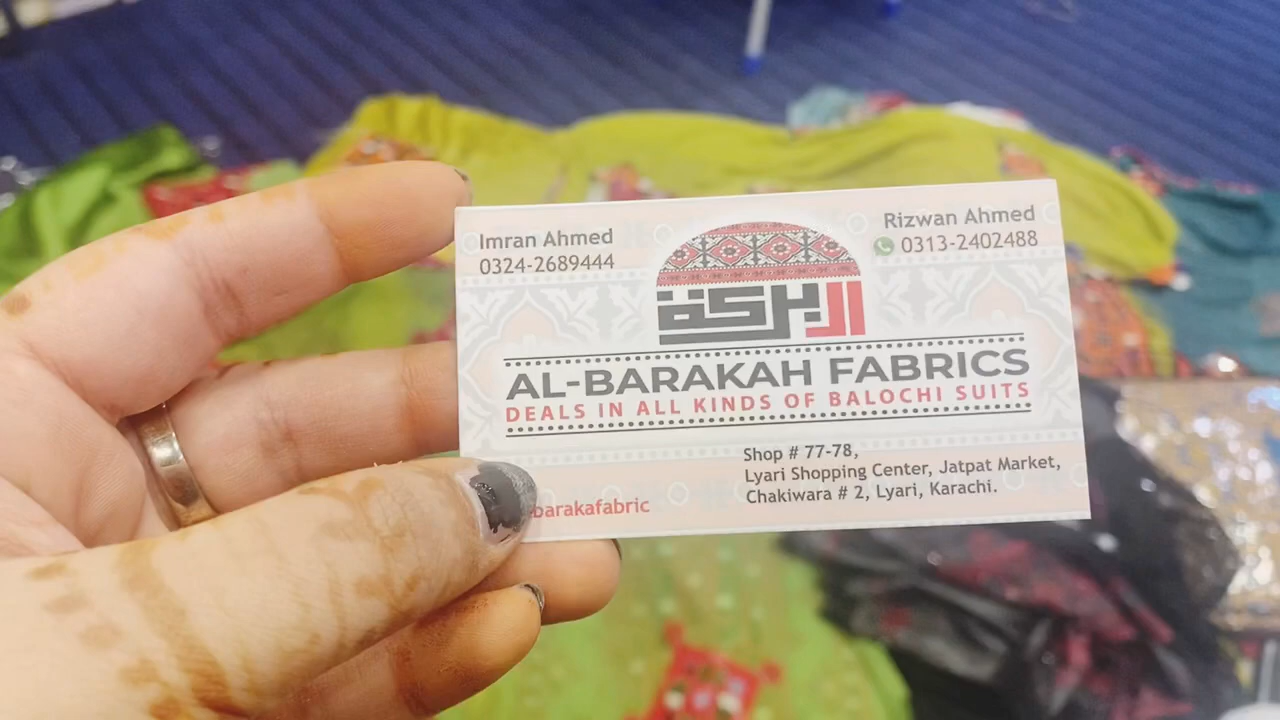 Imran Ahmed
0324-2689444
Rizwan Ahmed
0313-2402488
البركة
AL-BARAKAH FABRICS
DEALS IN ALL KINDS OF BALOCHI SUITS
Shop # 77-78,
Lyari Shopping Center, Jatpat Market,
Chakiwara # 2, Lyari, Karachi.
barakafabric